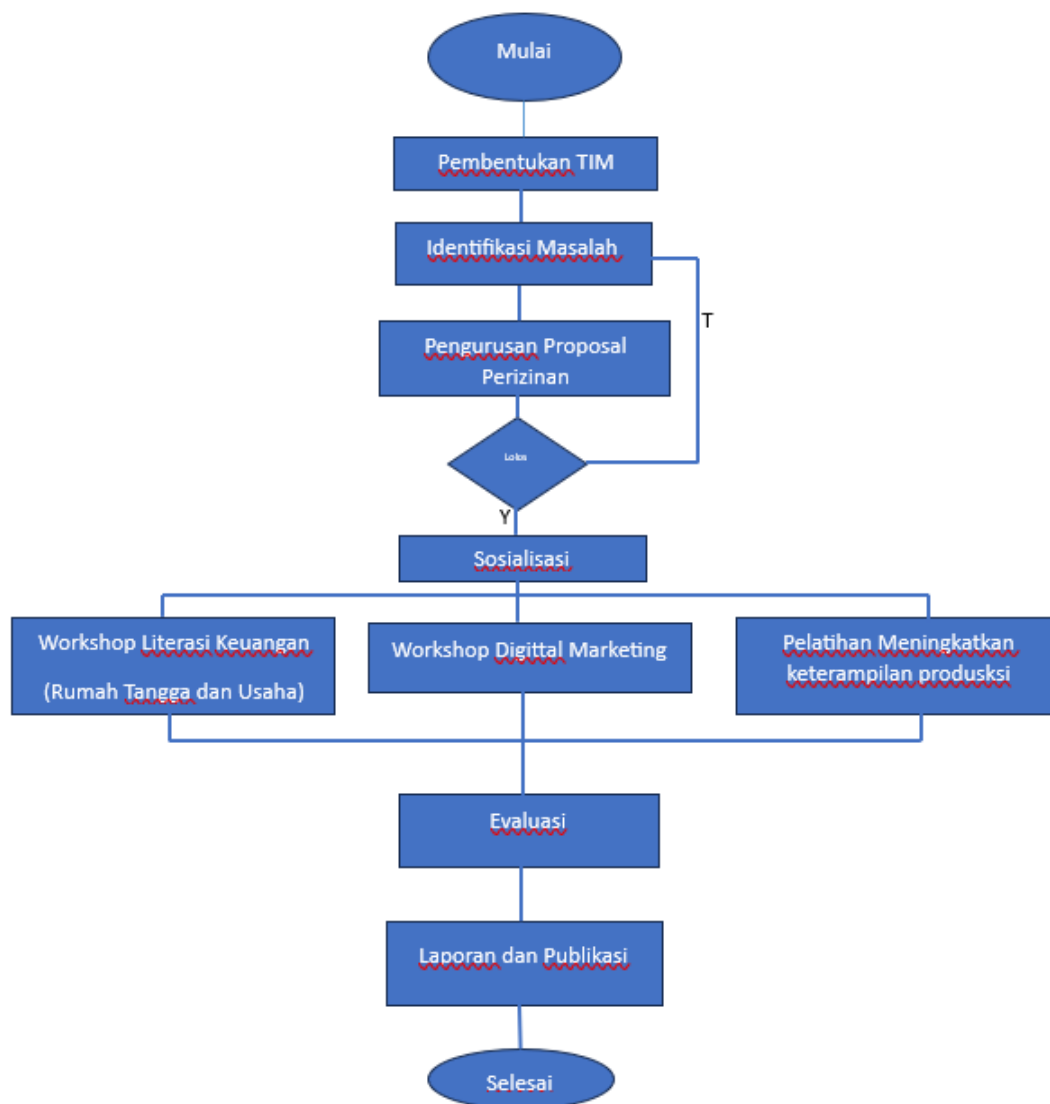 Mulai
Pembentukan TIM
Identifikasi Masalah
T
Pengurusan Proposal
Perizinan
Lolos
Y
Sosialisasi
Workshop Literasi Keuangan
(Rumah Tangga dan Usaha)
Workshop Digittal Marketing
Pelatihan Meningkatkan
keterampilan produsksi
Evaluasi
Laporan dan Publikasi
Selesai